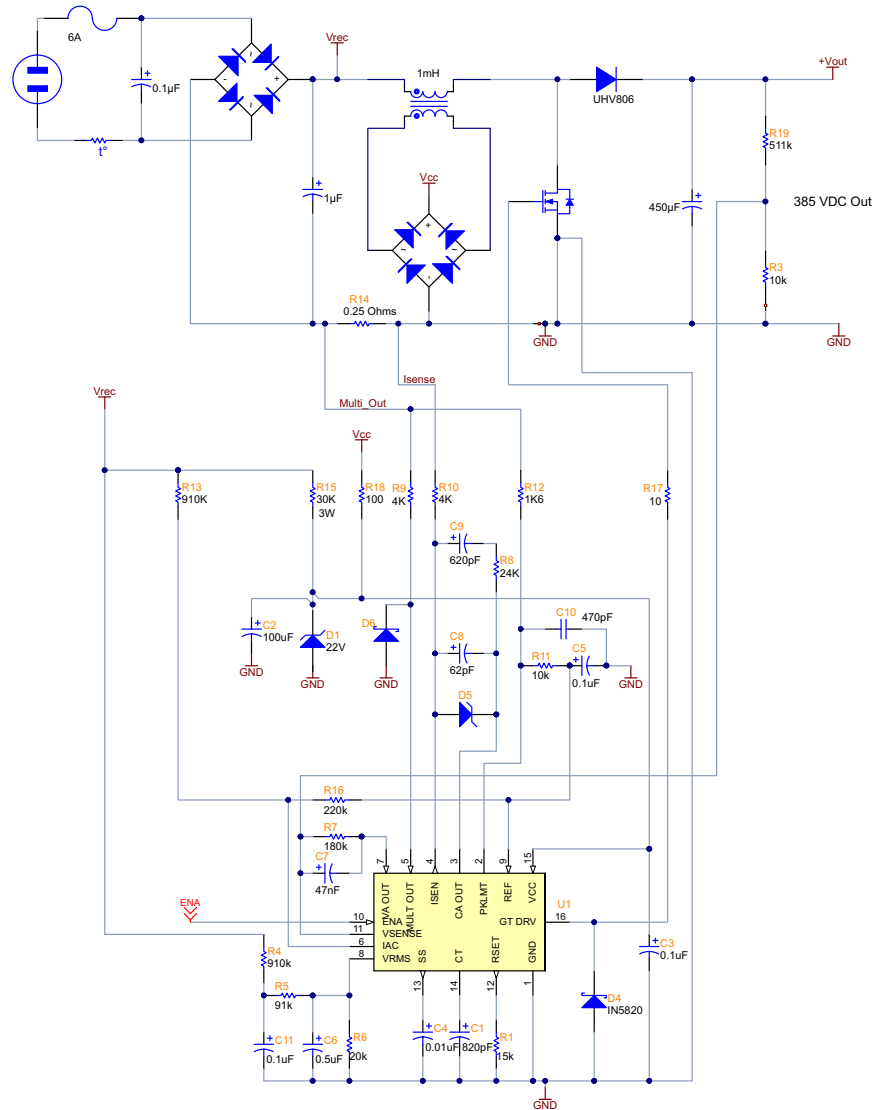 6A
0.1µF
t°
Vrec
1mH
UHV806
+Vout
R19
511k
1µF
Vcc
450µF
385 VDC Out
R3
10k
R14
0.25 Ohms
GND
GND
Isense
Multi_Out
Vrec
Vcc
R13
910K
R15
30K
3W
R18
100
R9
4K
R10
4K
R12
1K6
R17
10
C9
620pF
R8
24K
C2
100uF
D1
22V
D6
C8
62pF
C10
470pF
R11
10k
C5
0.1uF
GND
GND
GND
GND
D5
R16
220k
R7
180k
C7
47nF
7
5
4
3
2
9
15
VA OUT
MULT OUT
ISEN
CA OUT
PKLMT
REF
VCC
U1
ENA
10
ENA
11
VSENSE
6
IAC
8
VRMS
GT DRV
16
SS
CT
RSET
GND
13
14
12
1
R4
910k
R5
91k
C11
0.1uF
C6
0.5uF
R6
20k
C4
0.01uF
C1
820pF
R1
15k
D4
IN5820
C3
0.1uF
GND